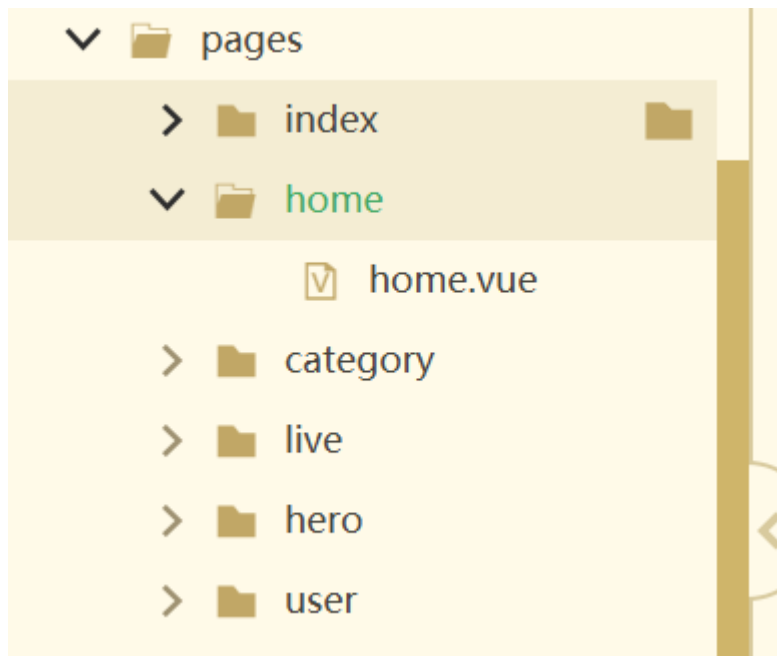 pages
index
home
home.vue
category
live
hero
user